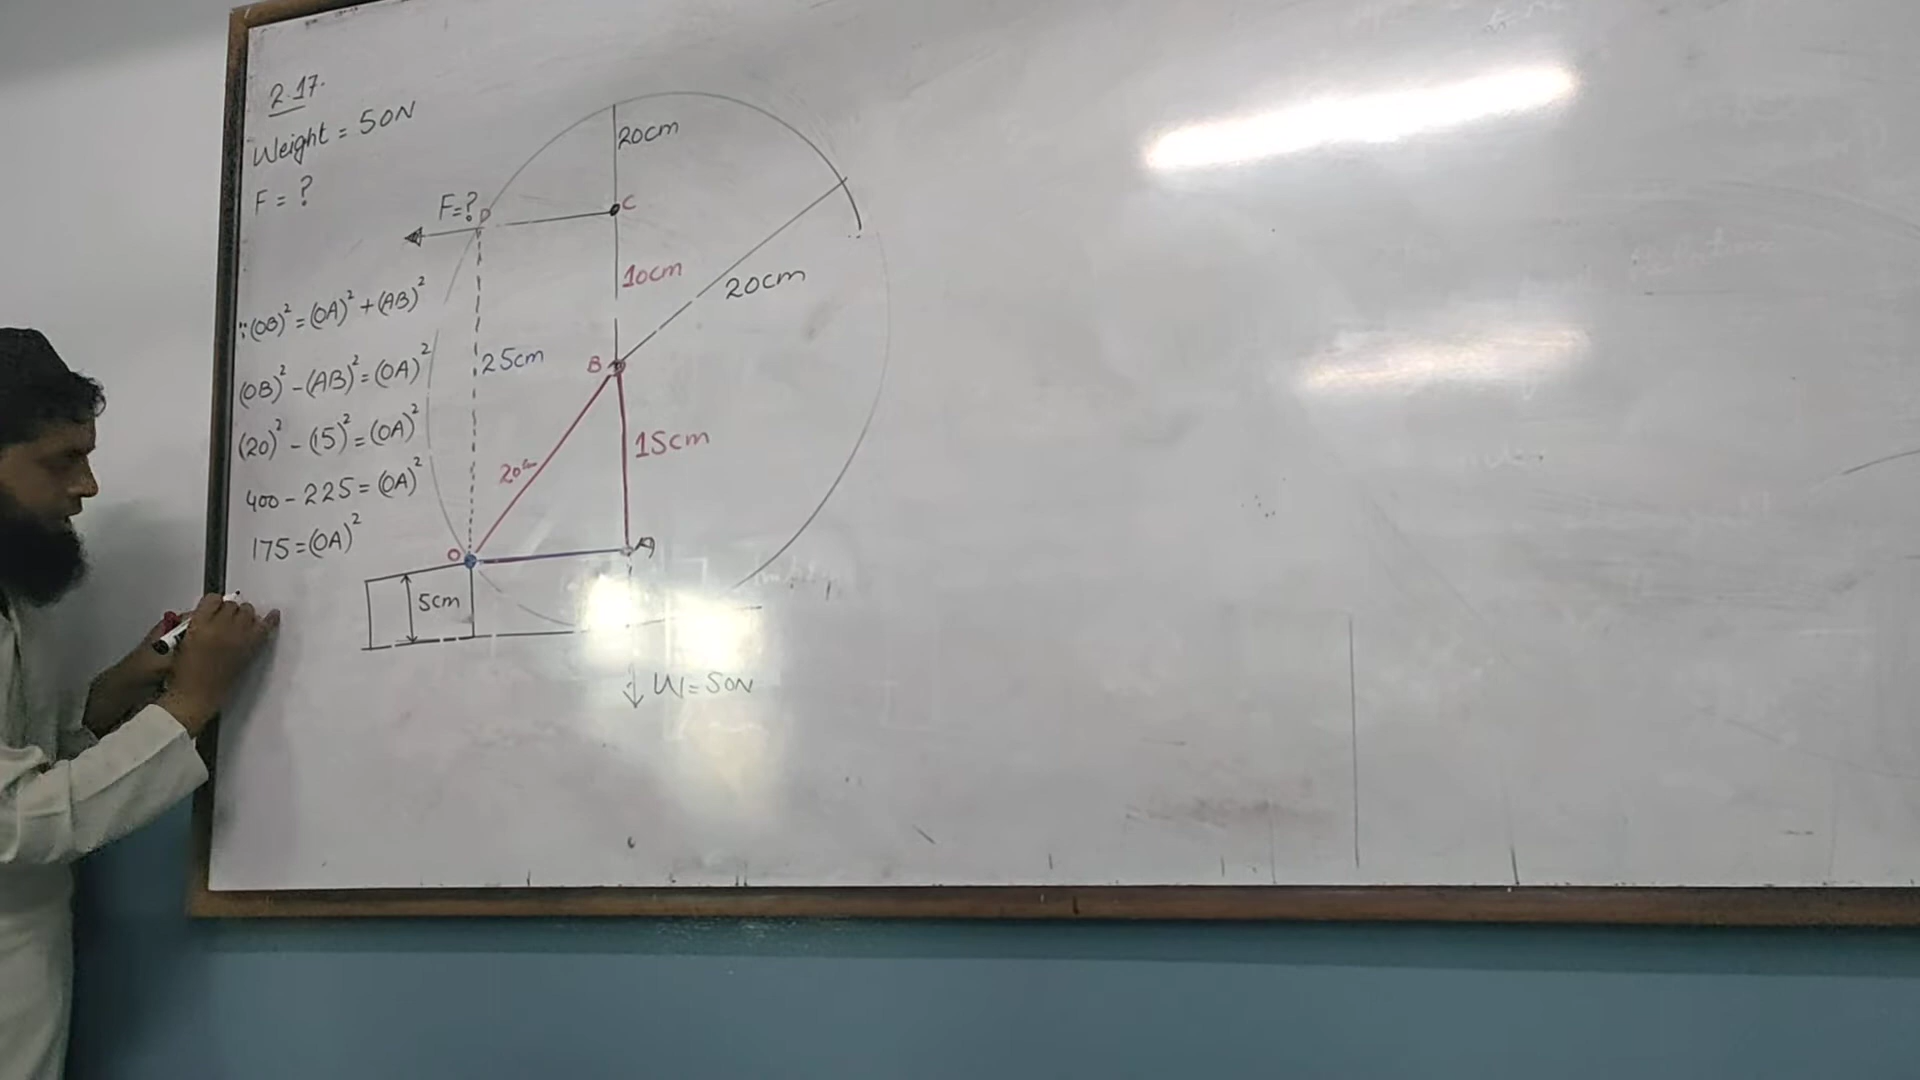 2.17.
Weight = 50N
F = ?
∵ (OB)² = (OA)² + (AB)²
(OB)² - (AB)² = (OA)²
(20)² - (15)² = (OA)²
400 - 225 = (OA)²
175 = (OA)²
20cm
F=?
D
C
10cm
20cm
25cm
B
15cm
20cm
O
A
5cm
W = 50N